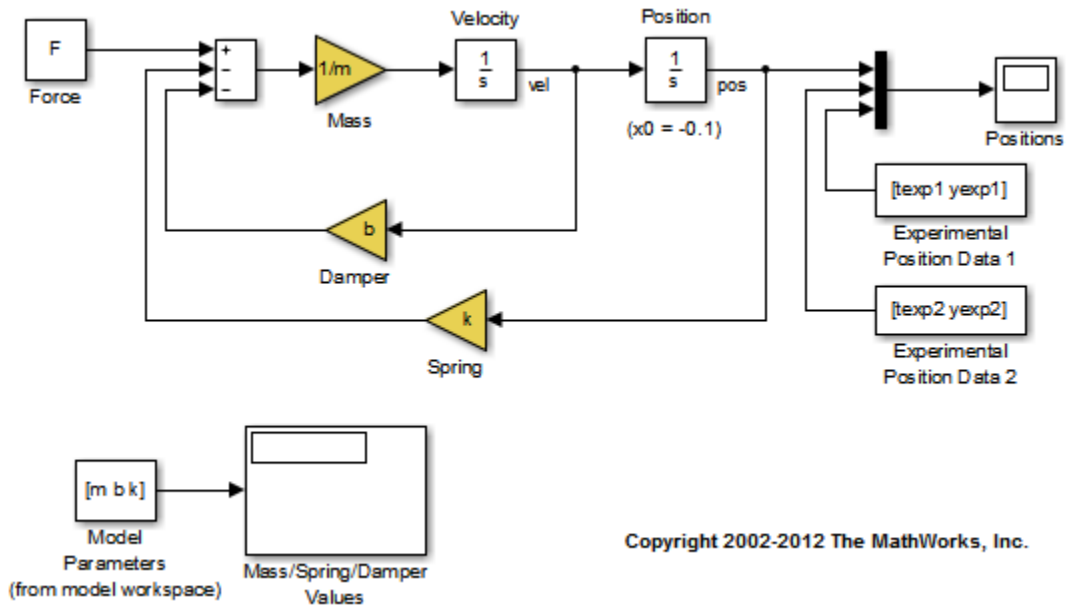 F
Force
+
−
−
1/m
Mass
Velocity
1
s
vel
Position
1
s
pos
(x0 = -0.1)
Positions
b
Damper
k
Spring
[texp1 yexp1]
Experimental
Position Data 1
[texp2 yexp2]
Experimental
Position Data 2
[m b k]
Model
Parameters
(from model workspace)
Mass/Spring/Damper
Values
Copyright 2002-2012 The MathWorks, Inc.